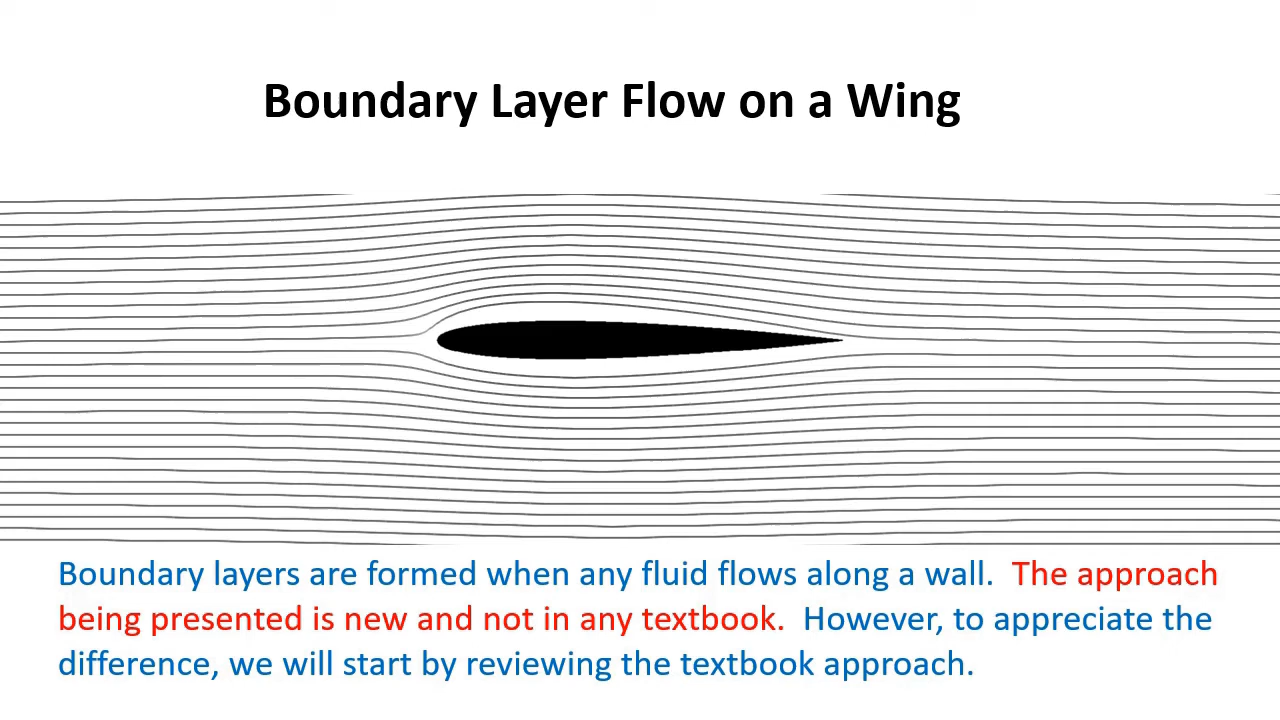 Boundary Layer Flow on a Wing
Boundary layers are formed when any fluid flows along a wall. The approach
being presented is new and not in any textbook. However, to appreciate the
difference, we will start by reviewing the textbook approach.